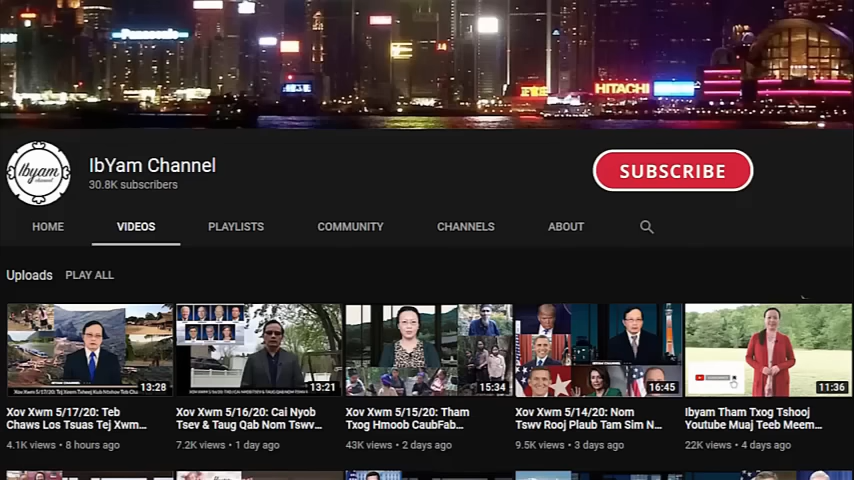 HITACHI
Ibyam
channel
IbYam Channel
30.8K subscribers
SUBSCRIBE
HOME VIDEOS PLAYLISTS COMMUNITY CHANNELS ABOUT
Uploads PLAY ALL
13:28
13:21
15:34
16:45
11:36
Xov Xwm 5/17/20: Teb
Chaws Los Tsuas Tej Xwm...
4.1K views • 8 hours ago
Xov Xwm 5/16/20: Cai Nyob
Tsev & Taug Qab Nom Tswv...
7.2K views • 1 day ago
Xov Xwm 5/15/20: Tham
Txog Hmoob CaubFab...
43K views • 2 days ago
Xov Xwm 5/14/20: Nom
Tswv Rooj Plaub Tam Sim N...
9.5K views • 3 days ago
Ibyam Tham Txog Tshooj
Youtube Muaj Teeb Meem...
22K views • 4 days ago